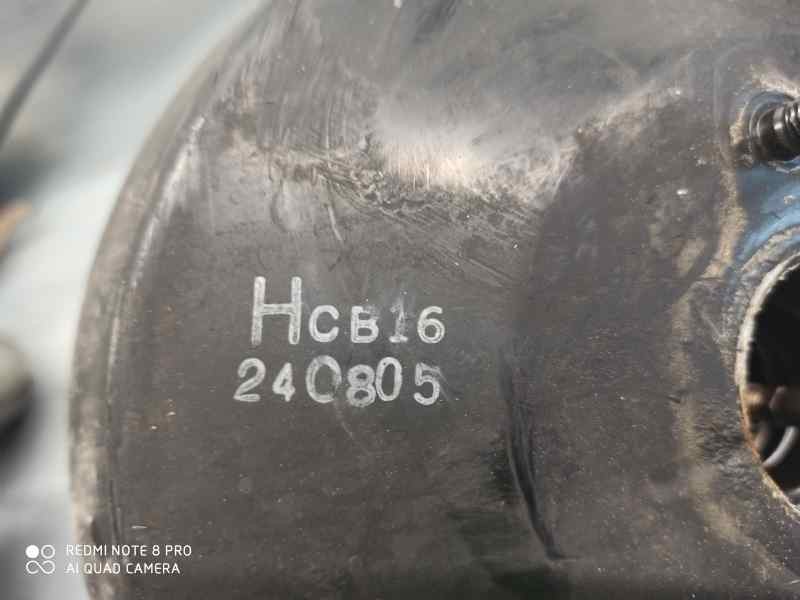 HCB16
240805
REDMI NOTE 8 PRO
AI QUAD CAMERA